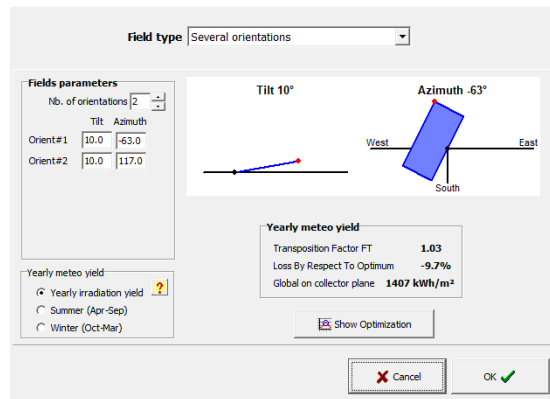 Field type Several orientations
Fields parameters
Nb. of orientations 2
Tilt Azimuth
Orient#1 10.0 -63.0
Orient#2 10.0 117.0
Tilt 10°
Azimuth -63°
West East
South
Yearly meteo yield
Yearly irradiation yield ?
Summer (Apr-Sep)
Winter (Oct-Mar)
Yearly meteo yield
Transposition Factor FT 1.03
Loss By Respect To Optimum -9.7%
Global on collector plane 1407 kWh/m²
Show Optimization
Cancel OK